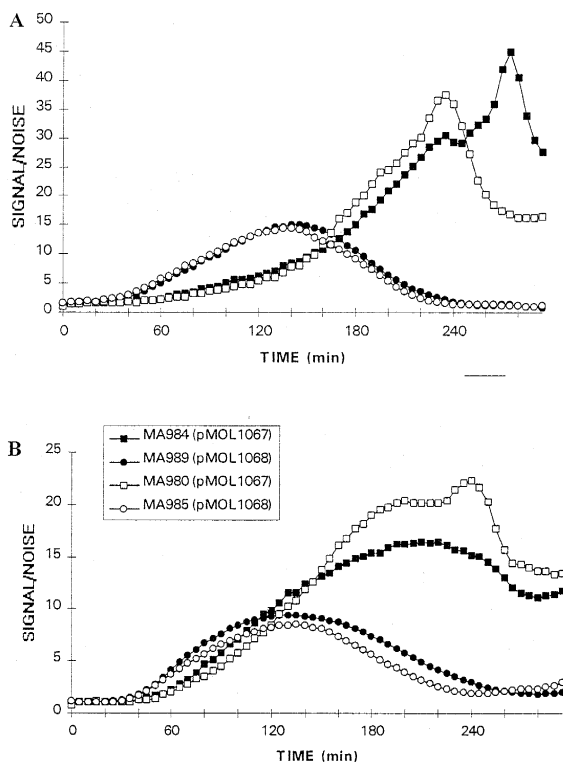 A
SIGNAL/NOISE
50
45
40
35
30
25
20
15
10
5
0
0 60 120 180 240
TIME (min)
B
MA984 (pMOL1067)
MA989 (pMOL1068)
MA980 (pMOL1067)
MA985 (pMOL1068)
SIGNAL/NOISE
25
20
15
10
5
0
0 60 120 180 240
TIME (min)